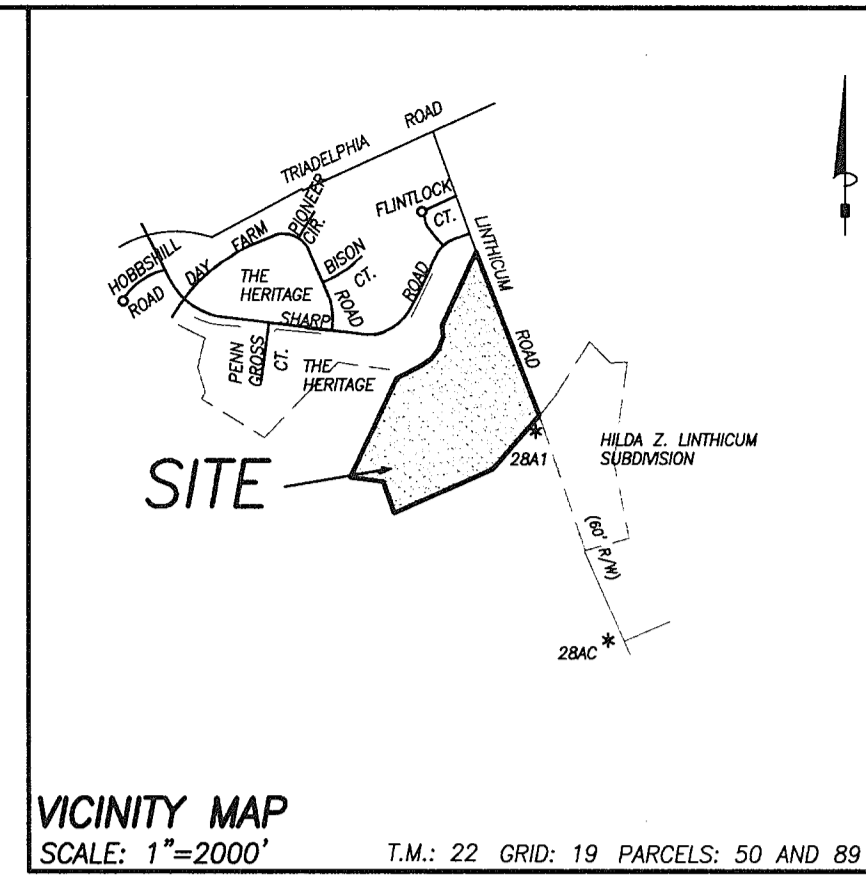 ROAD
TRIADELPHIA
PIONEER
CIR.
FLINTLOCK
CT.
LINTHICUM
ROAD
HOBBSHILL
ROAD
DAY
FARM
ROAD
BISON
CT.
THE
HERITAGE
SHARP
ROAD
PENN
GROSS
CT.
THE
HERITAGE
SITE
28A1
HILDA Z. LINTHICUM
SUBDIVISION
(60' R/W)
28AC
VICINITY MAP
SCALE: 1"=2000'
T.M.: 22 GRID: 19 PARCELS: 50 AND 89